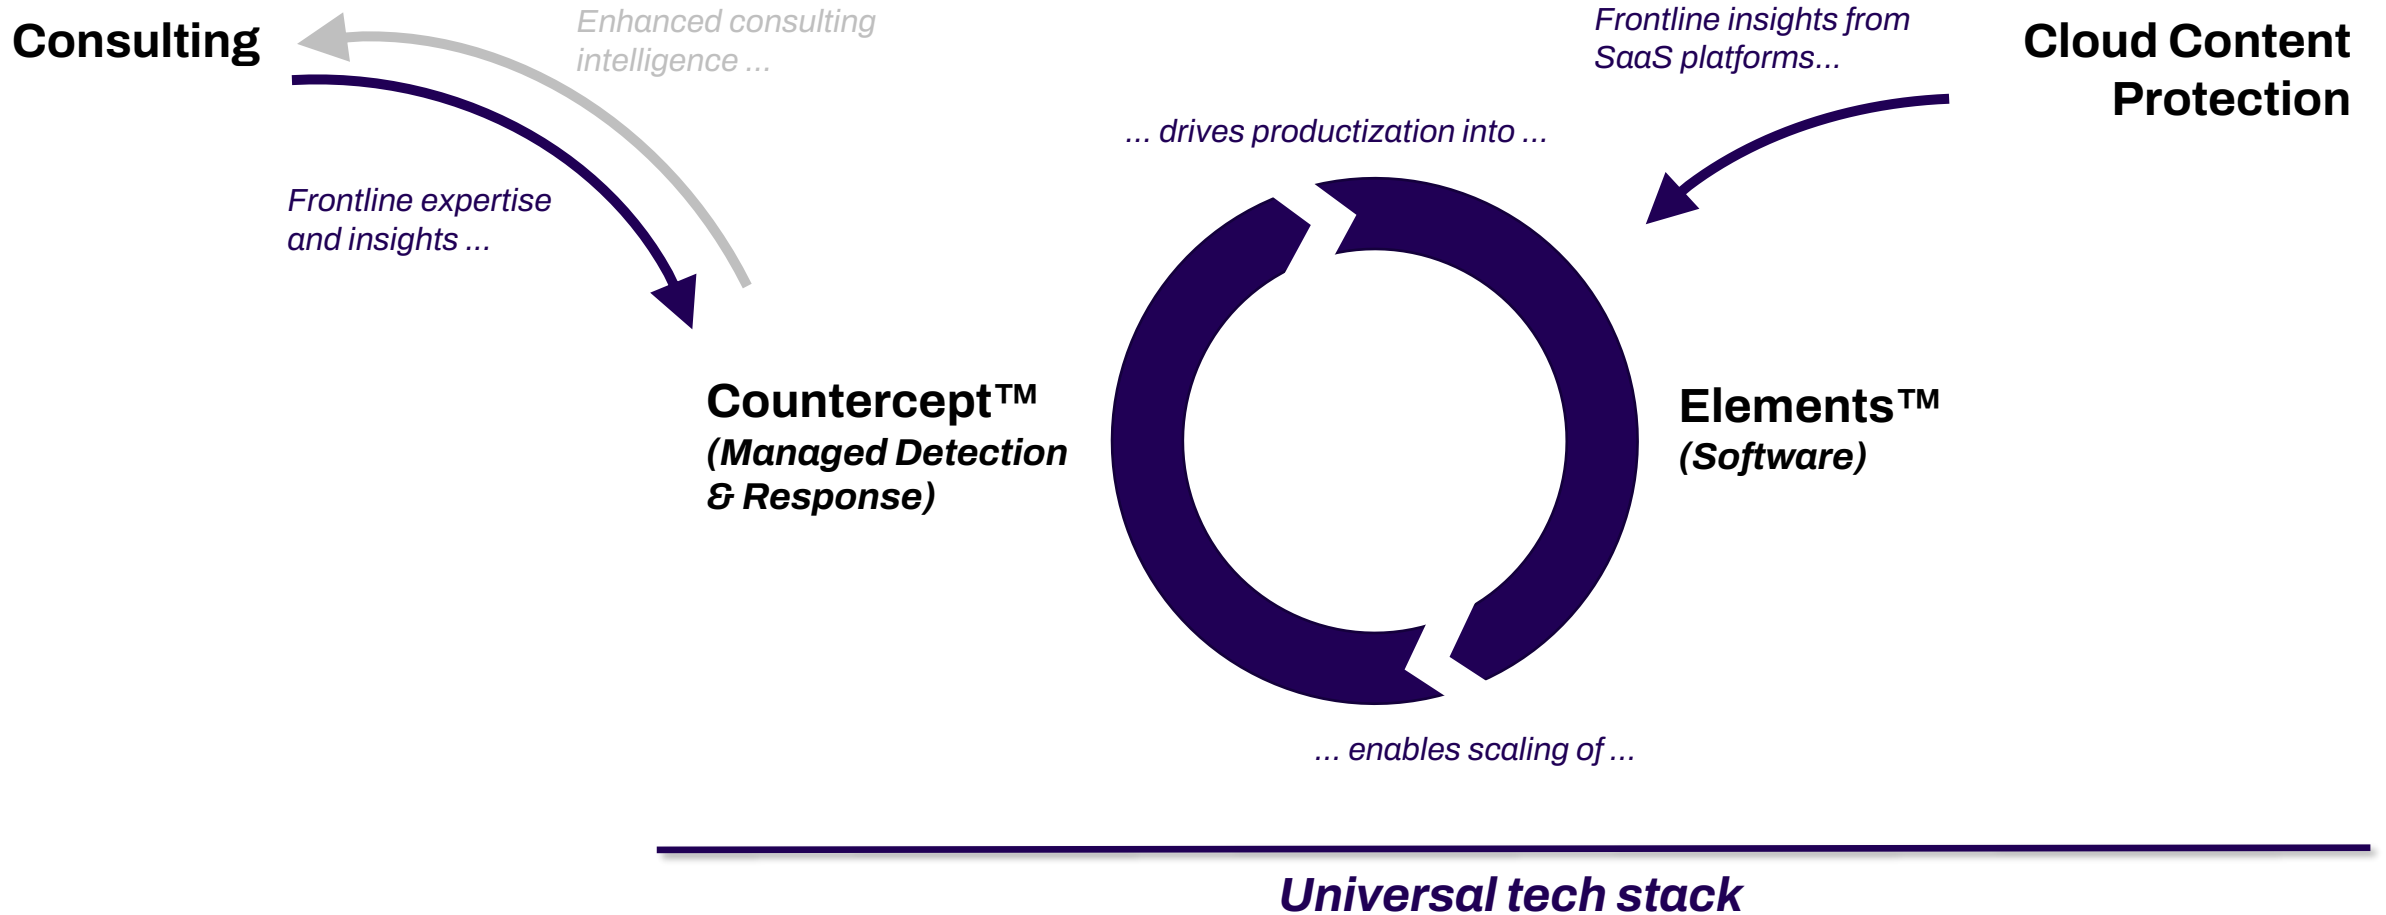 Consulting
Enhanced consulting
intelligence ...
Frontline insights from
SaaS platforms...
Cloud Content
Protection
... drives productization into ...
Frontline expertise
and insights ...
Countercept™
(Managed Detection
& Response)
Elements™
(Software)
... enables scaling of ...
Universal tech stack